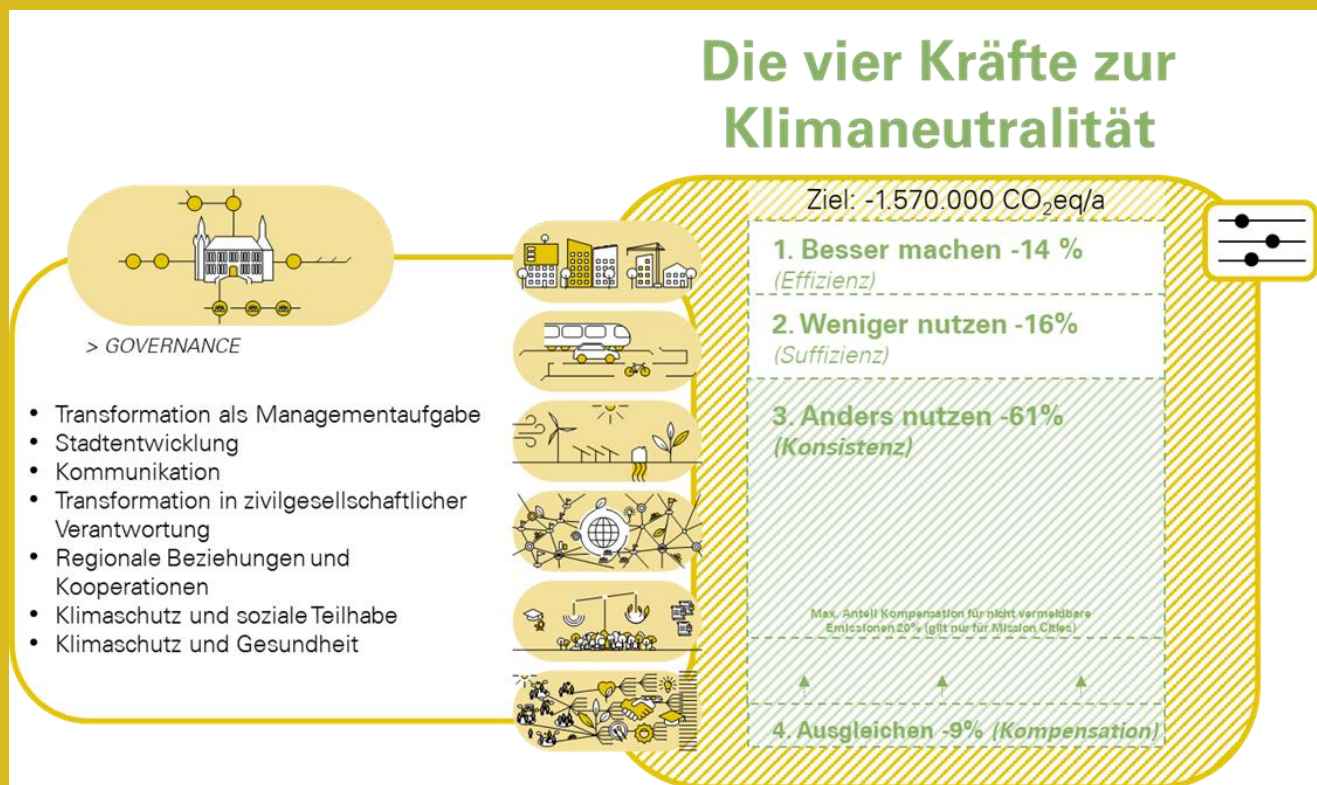 Die vier Kräfte zur
Klimaneutralität
Ziel: -1.570.000 CO₂eq/a
1. Besser machen -14 %
(Effizienz)
2. Weniger nutzen -16%
(Suffizienz)
3. Anders nutzen -61%
(Konsistenz)
Max. Anteil Kompensation für nicht vermeidbare
Emissionen 20% (gilt nur für Mission Cities)
4. Ausgleichen -9% (Kompensation)
> GOVERNANCE
• Transformation als Managementaufgabe
• Stadtentwicklung
• Kommunikation
• Transformation in zivilgesellschaftlicher
Verantwortung
• Regionale Beziehungen und
Kooperationen
• Klimaschutz und soziale Teilhabe
• Klimaschutz und Gesundheit